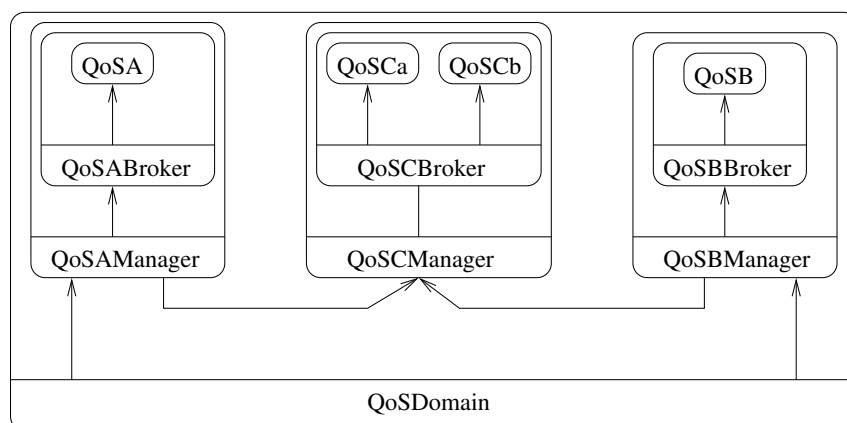 QoSA
QoSCa
QoSCb
QoSB
QoSABroker
QoSCBroker
QoSBBroker
QoSAManager
QoSCManager
QoSBManager
QoSDomain